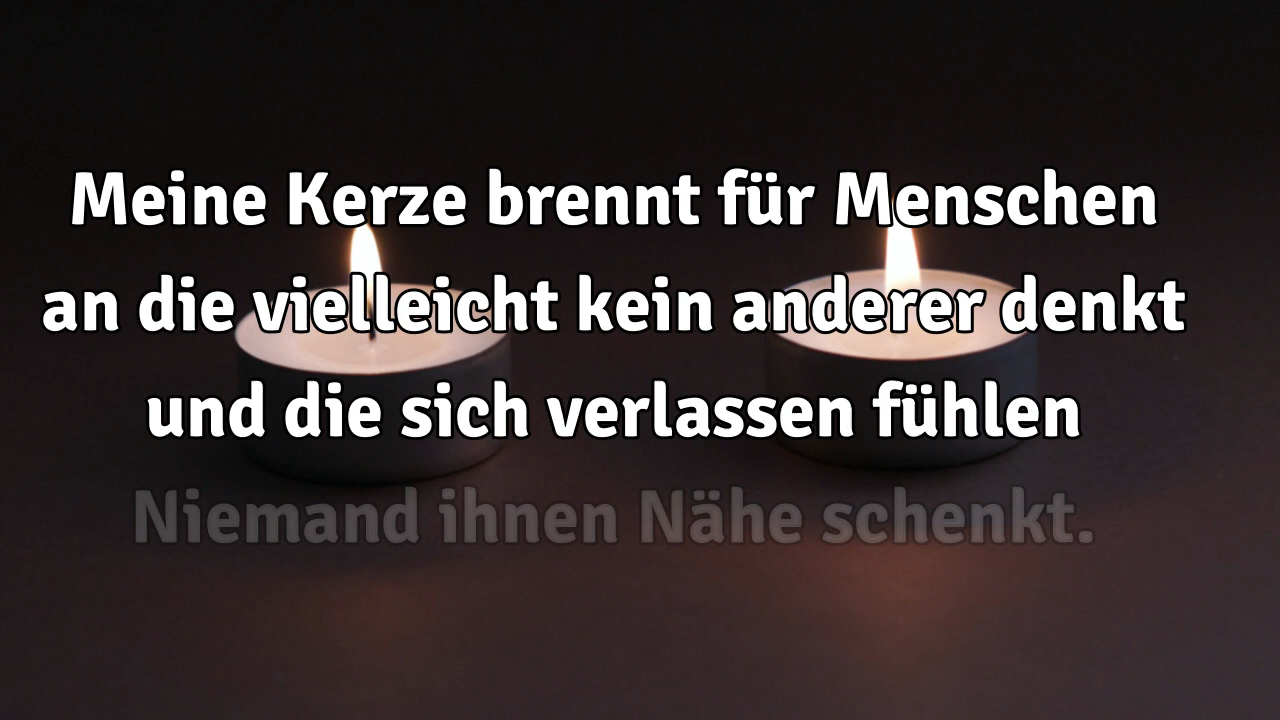 Meine Kerze brennt für Menschen
an die vielleicht kein anderer denkt
und die sich verlassen fühlen
Niemand ihnen Nähe schenkt.